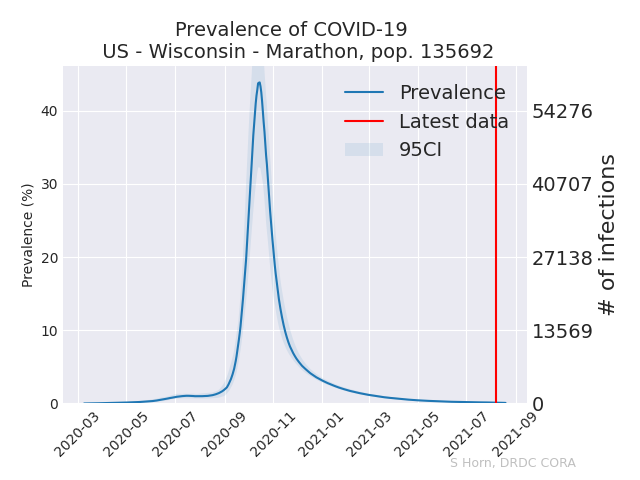 Prevalence of COVID-19
US - Wisconsin - Marathon, pop. 135692
Prevalence
Latest data
95CI
Prevalence (%)
40
30
20
10
0
54276
40707
27138
13569
0
# of infections
2020-03
2020-05
2020-07
2020-09
2020-11
2021-01
2021-03
2021-05
2021-07
2021-09
S Horn, DRDC CORA